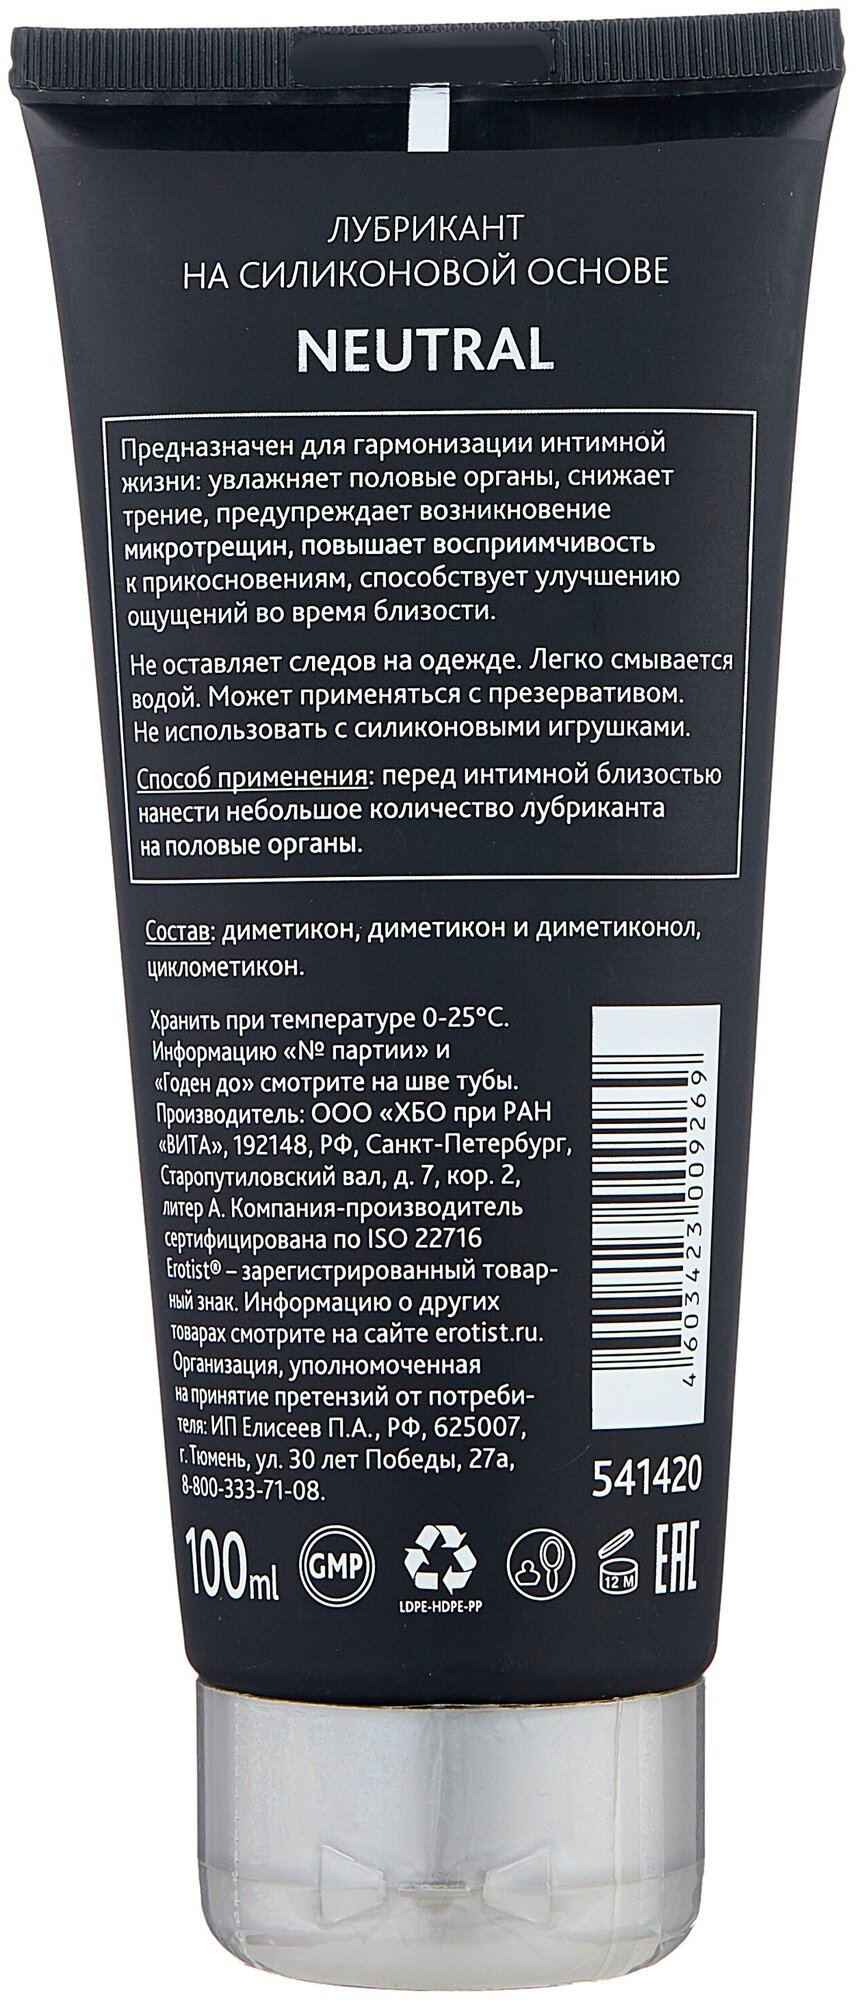 ЛУБРИКАНТ
НА СИЛИКОНОВОЙ ОСНОВЕ
NEUTRAL
Предназначен для гармонизации интимной
жизни: увлажняет половые органы, снижает
трение, предупреждает возникновение
микротрещин, повышает восприимчивость
к прикосновениям, способствует улучшению
ощущений во время близости.
Не оставляет следов на одежде. Легко смывается
водой. Может применяться с презервативом.
Не использовать с силиконовыми игрушками.
Способ применения: перед интимной близостью
нанести небольшое количество лубриканта
на половые органы.
Состав: диметикон, диметикон и диметиконол,
циклометикон.
Хранить при температуре 0-25°C.
Информацию «№ партии» и
«Годен до» смотрите на шве тубы.
Производитель: ООО «ХБО при РАН
«ВИТА», 192148, РФ, Санкт-Петербург,
Старопутиловский вал, д. 7, кор. 2,
литер А. Компания-производитель
сертифицирована по ISO 22716
Erotist® – зарегистрированный товар-
ный знак. Информацию о других
товарах смотрите на сайте erotist.ru.
Организация, уполномоченная
на принятие претензий от потреби-
теля: ИП Елисеев П.А., РФ, 625007,
г. Тюмень, ул. 30 лет Победы, 27а,
8-800-333-71-08.
4603423009269
541420
100ml
GMP
LDPE-HDPE-PP
12 M
EAC